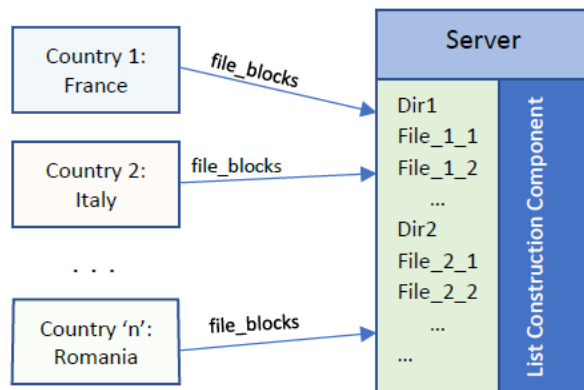 Country 1:
France
file_blocks
Country 2:
Italy
file_blocks
. . .
Country ‘n’:
Romania
file_blocks
Server
Dir1
File_1_1
File_1_2
...
Dir2
File_2_1
File_2_2
...
...
List Construction Component